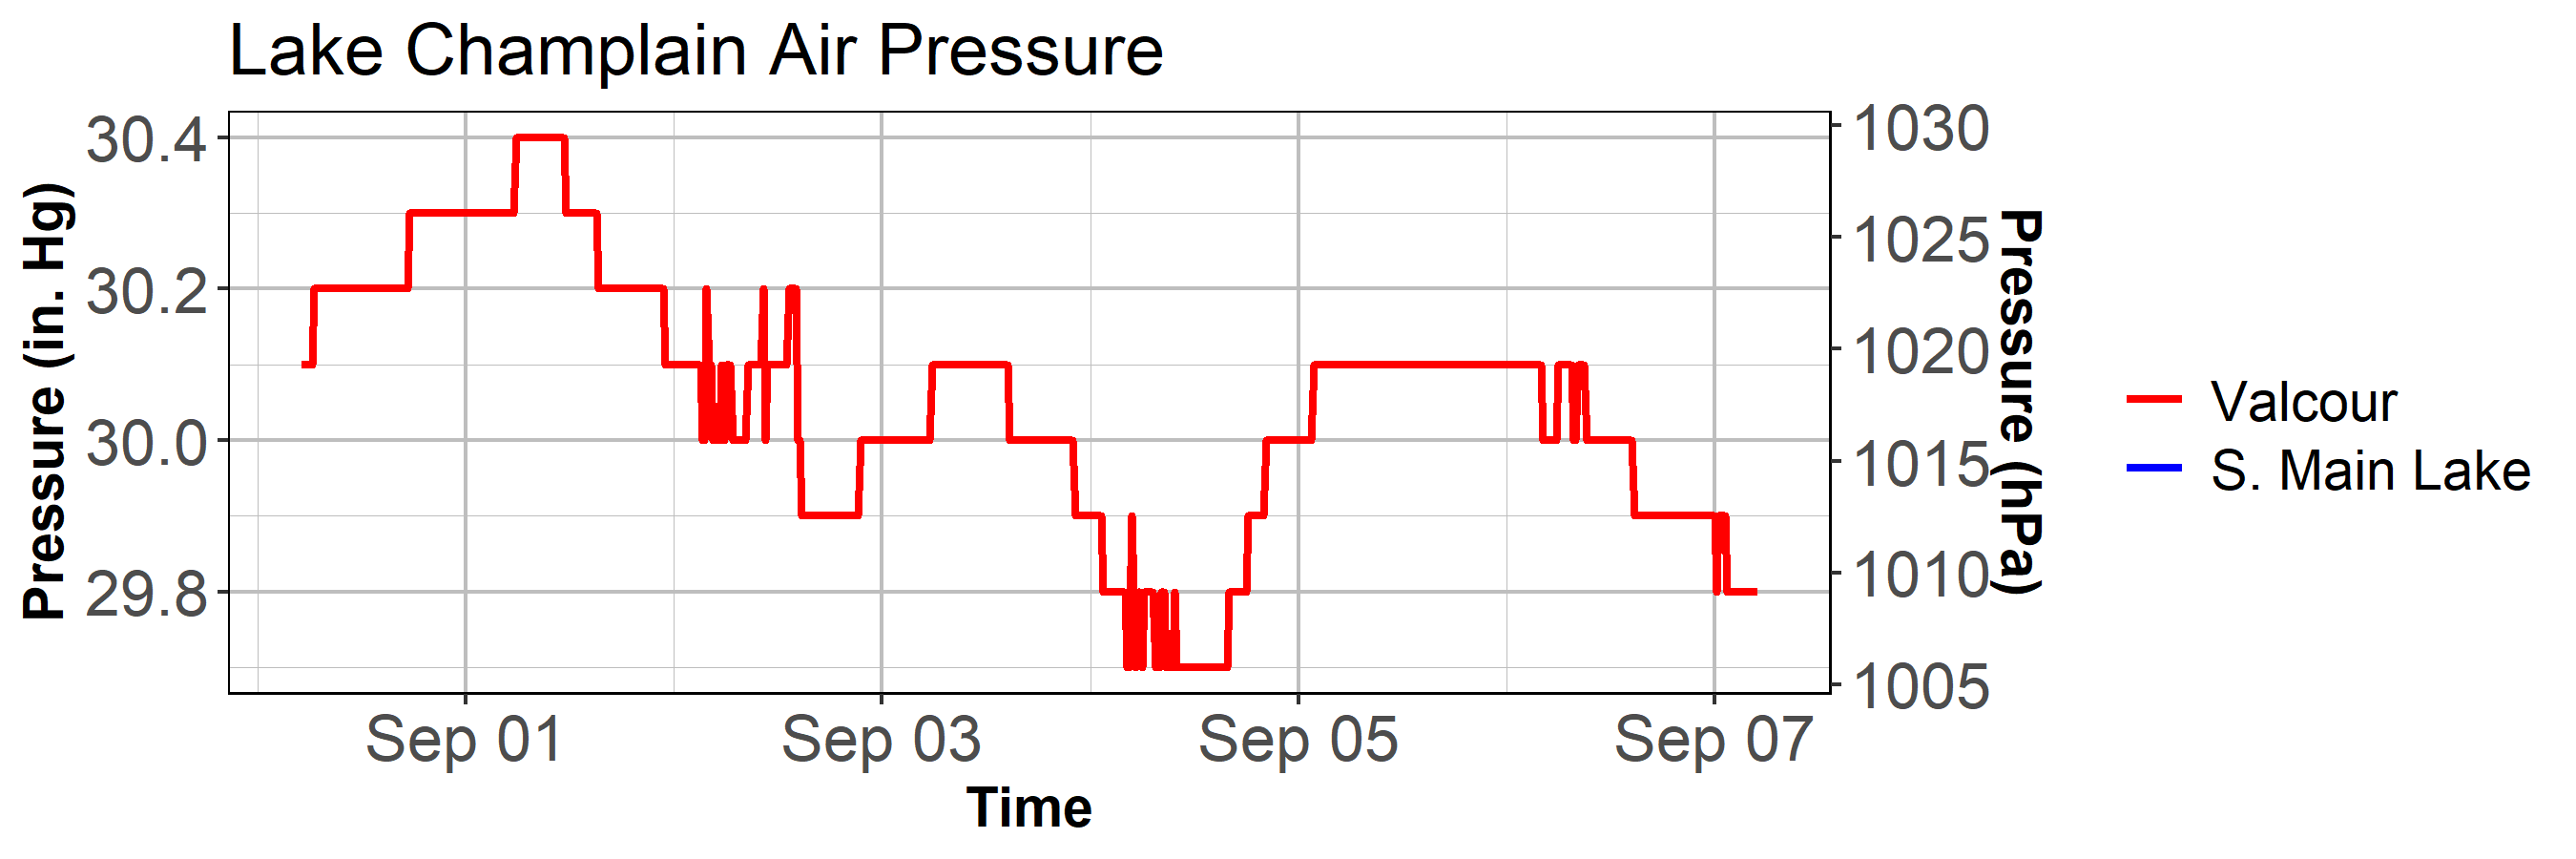 Lake Champlain Air Pressure
Pressure (in. Hg)
30.4
30.2
30.0
29.8
1030
1025
1020
1015
1010
1005
Pressure (hPa)
Sep 01 Sep 03 Sep 05 Sep 07
Time
Valcour
S. Main Lake